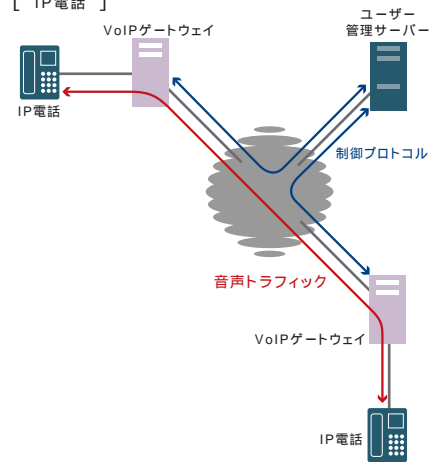 [ IP電話 ]
ユーザー
管理サーバー
VoIPゲートウェイ
IP電話
制御プロトコル
音声トラフィック
VoIPゲートウェイ
IP電話